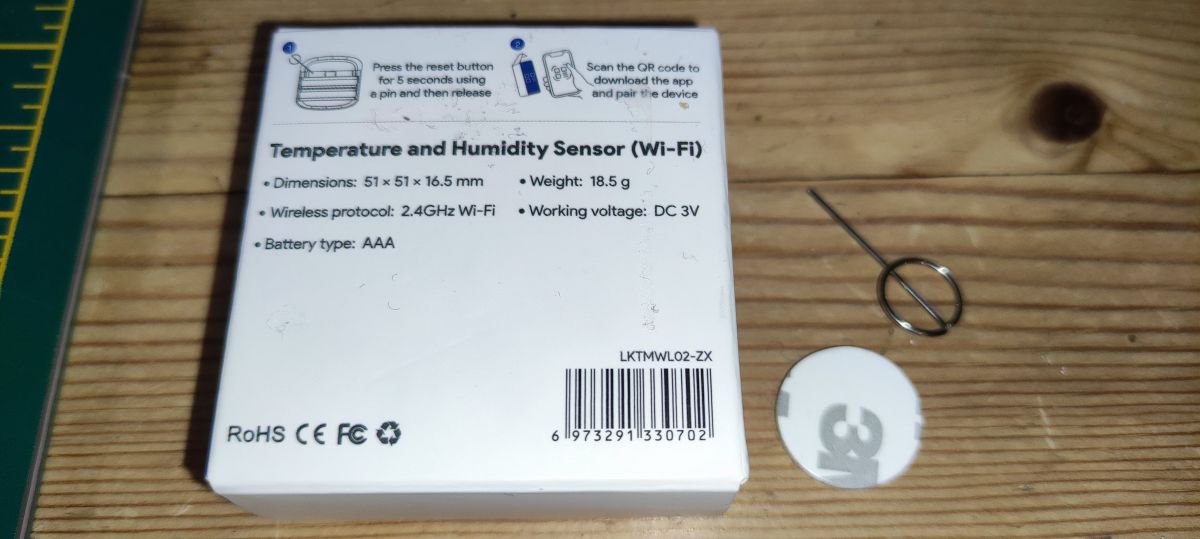 1
Press the reset button
for 5 seconds using
a pin and then release
2
Scan the QR code to
download the app
and pair the device
Temperature and Humidity Sensor (Wi-Fi)
• Dimensions: 51 × 51 × 16.5 mm
• Weight: 18.5 g
• Wireless protocol: 2.4GHz Wi-Fi
• Working voltage: DC 3V
• Battery type: AAA
LKTMWL02-ZX
6 973291 330702
RoHS CE FC
3M